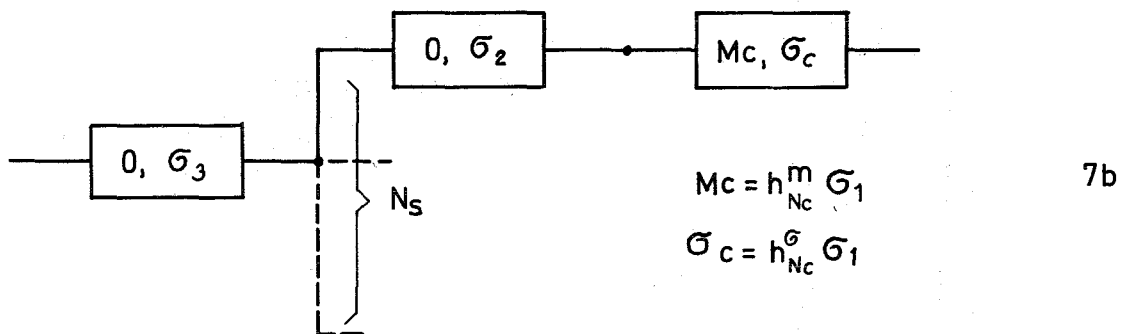 0, σ₂
Mc, σc
0, σ₃
Ns
Mc = h^m_Nc σ₁
σc = h^σ_Nc σ₁
7b